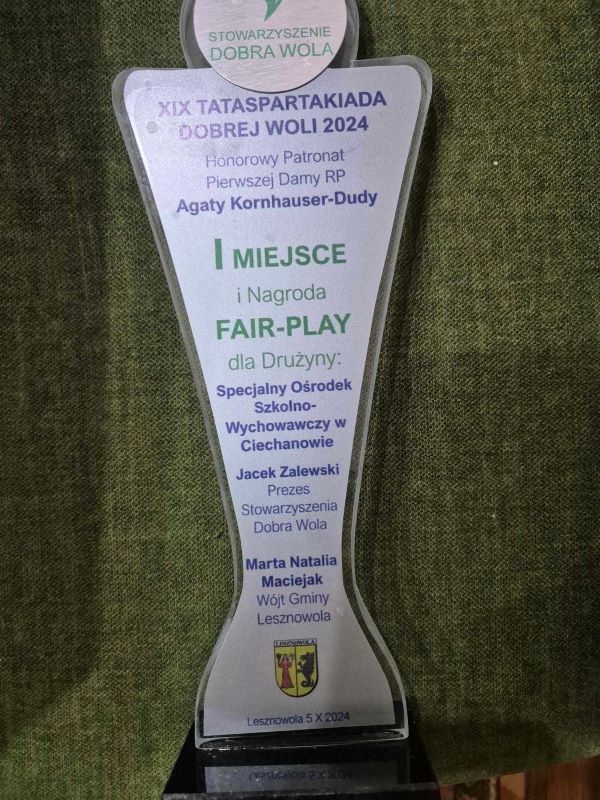 STOWARZYSZENIE
DOBRA WOLA
XIX TATASPARTAKIADA
DOBREJ WOLI 2024
Honorowy Patronat
Pierwszej Damy RP
Agaty Kornhauser-Dudy
I MIEJSCE
i Nagroda
FAIR-PLAY
dla Drużyny:
Specjalny Ośrodek
Szkolno-
Wychowawczy w
Ciechanowie
Jacek Zalewski
Prezes
Stowarzyszenia
Dobra Wola
Marta Natalia
Maciejak
Wójt Gminy
Lesznowola
LESZNOWOLA
Lesznowola 5 X 2024